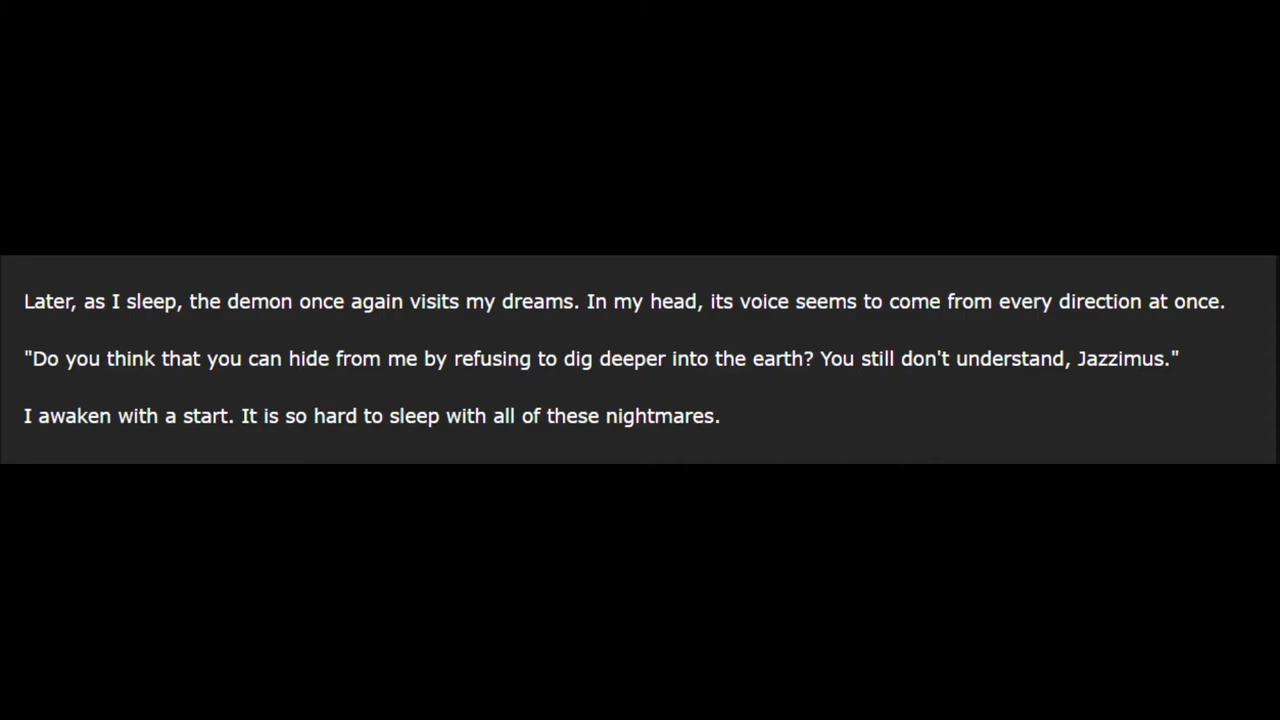 Later, as I sleep, the demon once again visits my dreams. In my head, its voice seems to come from every direction at once.
"Do you think that you can hide from me by refusing to dig deeper into the earth? You still don't understand, Jazzimus."
I awaken with a start. It is so hard to sleep with all of these nightmares.